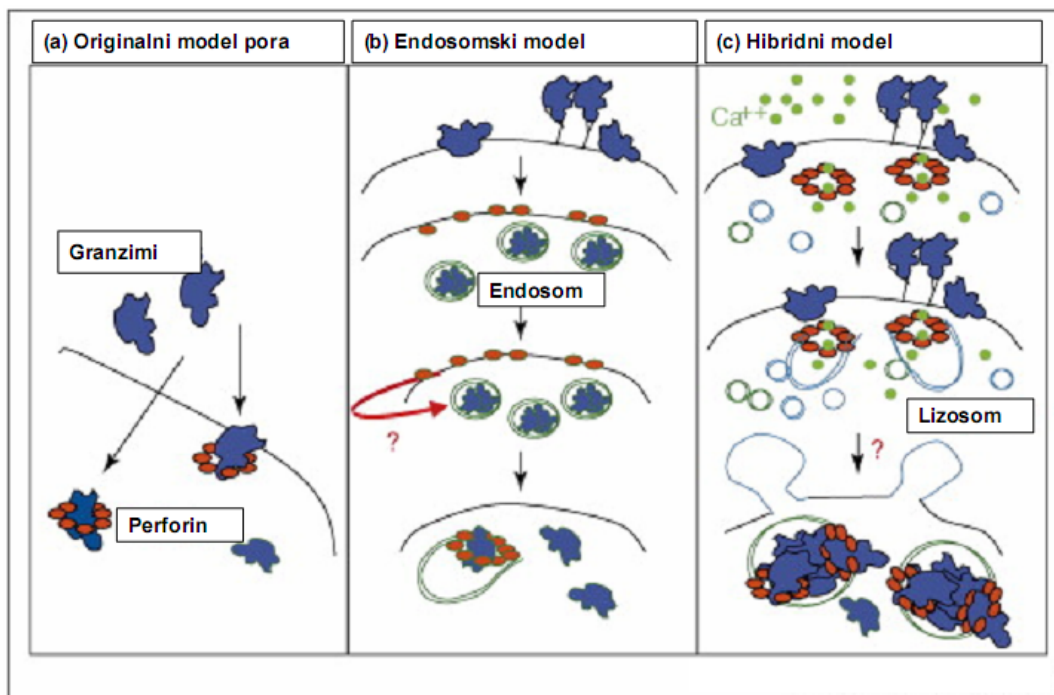 (a) Originalni model pora
(b) Endosomski model
(c) Hibridni model
Granzimi
Perforin
Endosom
?
Ca++
Lizosom
?